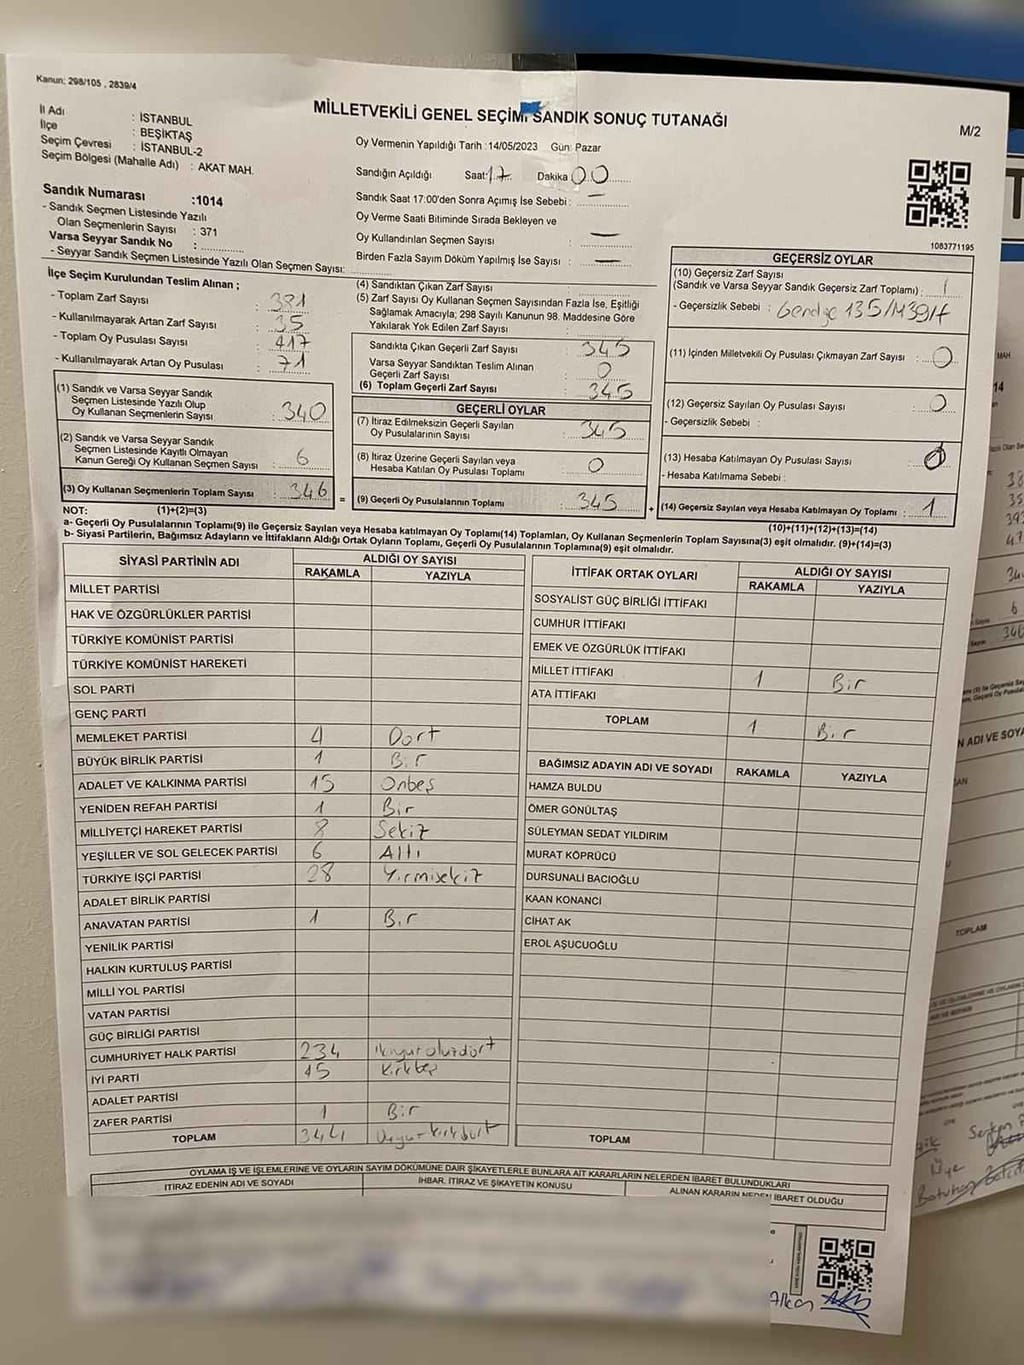 Kanun: 298/105 , 2839/4
MİLLETVEKİLİ GENEL SEÇİMİ SANDIK SONUÇ TUTANAĞI
M/2
İl Adı : İSTANBUL
İlçe : BEŞİKTAŞ
Seçim Çevresi : İSTANBUL-2
Seçim Bölgesi (Mahalle Adı) : AKAT MAH.
Sandık Numarası :1014
- Sandık Seçmen Listesinde Yazılı
Olan Seçmenlerin Sayısı : 371
Varsa Seyyar Sandık No :
- Seyyar Sandık Seçmen Listesinde Yazılı Olan Seçmen Sayısı:
Oy Vermenin Yapıldığı Tarih :14/05/2023 Gün: Pazar
Sandığın Açıldığı Saat: 17 Dakika 00
Sandık Saat 17:00'den Sonra Açımış İse Sebebi : —
Oy Verme Saati Bitiminde Sırada Bekleyen ve
Oy Kullandırılan Seçmen Sayısı : —
Birden Fazla Sayım Döküm Yapılmış İse Sayısı : —
1083771195
İlçe Seçim Kurulundan Teslim Alınan ;
- Toplam Zarf Sayısı : 381
- Kullanılmayarak Artan Zarf Sayısı : 35
- Toplam Oy Pusulası Sayısı : 417
- Kullanılmayarak Artan Oy Pusulası : 71
(1) Sandık ve Varsa Seyyar Sandık
Seçmen Listesinde Yazılı Olup
Oy Kullanan Seçmenlerin Sayısı : 340
(2) Sandık ve Varsa Seyyar Sandık
Seçmen Listesinde Kayıtlı Olmayan
Kanun Gereği Oy Kullanan Seçmen Sayısı : 6
(3) Oy Kullanan Seçmenlerin Toplam Sayısı : 346
(4) Sandıktan Çıkan Zarf Sayısı :
(5) Zarf Sayısı Oy Kullanan Seçmen Sayısından Fazla İse, Eşitliği
Sağlamak Amacıyla; 298 Sayılı Kanunun 98. Maddesine Göre
Yakılarak Yok Edilen Zarf Sayısı :
Sandıkta Çıkan Geçerli Zarf Sayısı : 345
Varsa Seyyar Sandıktan Teslim Alınan
Geçerli Zarf Sayısı : 0
(6) Toplam Geçerli Zarf Sayısı : 345
GEÇERLİ OYLAR
(7) İtiraz Edilmeksizin Geçerli Sayılan
Oy Pusulalarının Sayısı : 345
(8) İtiraz Üzerine Geçerli Sayılan veya
Hesaba Katılan Oy Pusulaları Toplamı : 0
= (9) Geçerli Oy Pusulalarının Toplamı : 345
GEÇERSİZ OYLAR
(10) Geçersiz Zarf Sayısı
(Sandık ve Varsa Seyyar Sandık Geçersiz Zarf Toplamı) : 1
- Geçersizlik Sebebi : Genelge 135/M39/f
(11) İçinden Milletvekili Oy Pusulası Çıkmayan Zarf Sayısı : 0
(12) Geçersiz Sayılan Oy Pusulası Sayısı : 0
- Geçersizlik Sebebi :
(13) Hesaba Katılmayan Oy Pusulası Sayısı : 0
- Hesaba Katılmama Sebebi :
+ (14) Geçersiz Sayılan veya Hesaba Katılmayan Oy Toplamı : 1
NOT: (1)+(2)=(3)
(10)+(11)+(12)+(13)=(14)
a- Geçerli Oy Pusulalarının Toplamı(9) ile Geçersiz Sayılan veya Hesaba katılmayan Oy Toplamı(14) Toplamları, Oy Kullanan Seçmenlerin Toplam Sayısına(3) eşit olmalıdır. (9)+(14)=(3)
b- Siyasi Partilerin, Bağımsız Adayların ve İttifakların Aldığı Ortak Oyların Toplamı, Geçerli Oy Pusulalarının Toplamına(9) eşit olmalıdır.
SİYASİ PARTİNİN ADI ALDIĞI OY SAYISI
RAKAMLA YAZIYLA
MİLLET PARTİSİ
HAK VE ÖZGÜRLÜKLER PARTİSİ
TÜRKİYE KOMÜNİST PARTİSİ
TÜRKİYE KOMÜNİST HAREKETİ
SOL PARTİ
GENÇ PARTİ
MEMLEKET PARTİSİ 4 Dört
BÜYÜK BİRLİK PARTİSİ 1 Bir
ADALET VE KALKINMA PARTİSİ 15 Onbeş
YENİDEN REFAH PARTİSİ 1 Bir
MİLLİYETÇİ HAREKET PARTİSİ 8 Sekiz
YEŞİLLER VE SOL GELECEK PARTİSİ 6 Altı
TÜRKİYE İŞÇİ PARTİSİ 28 Yirmisekiz
ADALET BİRLİK PARTİSİ
ANAVATAN PARTİSİ 1 Bir
YENİLİK PARTİSİ
HALKIN KURTULUŞ PARTİSİ
MİLLİ YOL PARTİSİ
VATAN PARTİSİ
GÜÇ BİRLİĞİ PARTİSİ
CUMHURİYET HALK PARTİSİ 234 ikiyüzotuzdört
İYİ PARTİ 45 Kırkbeş
ADALET PARTİSİ
ZAFER PARTİSİ 1 Bir
TOPLAM 344 Üçyüzkırkdört
İTTİFAK ORTAK OYLARI ALDIĞI OY SAYISI
RAKAMLA YAZIYLA
SOSYALİST GÜÇ BİRLİĞİ İTTİFAKI
CUMHUR İTTİFAKI
EMEK VE ÖZGÜRLÜK İTTİFAKI
MİLLET İTTİFAKI 1 Bir
ATA İTTİFAKI
TOPLAM 1 Bir
BAĞIMSIZ ADAYIN ADI VE SOYADI RAKAMLA YAZIYLA
HAMZA BULDU
ÖMER GÖNÜLTAŞ
SÜLEYMAN SEDAT YILDIRIM
MURAT KÖPRÜCÜ
DURSUNALİ BACIOĞLU
KAAN KONANCI
CİHAT AK
EROL AŞUCUOĞLU
TOPLAM
OYLAMA İŞ VE İŞLEMLERİNE VE OYLARIN SAYIM DÖKÜMÜNE DAİR ŞİKAYETLERLE BUNLARA AİT KARARLARIN NELERDEN İBARET BULUNDUKLARI
İTİRAZ EDENİN ADI VE SOYADI İHBAR, İTİRAZ VE ŞİKAYETİN KONUSU ALINAN KARARIN NEDEN İBARET OLDUĞU
MAH
14
TOPLAM
Üye